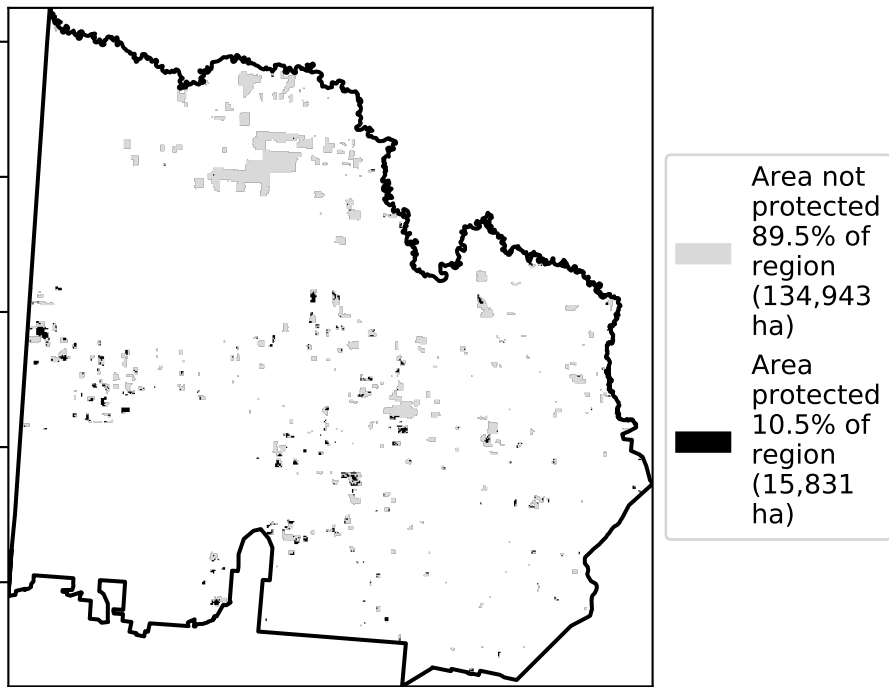 Area not
protected
89.5% of
region
(134,943
ha)
Area
protected
10.5% of
region
(15,831
ha)